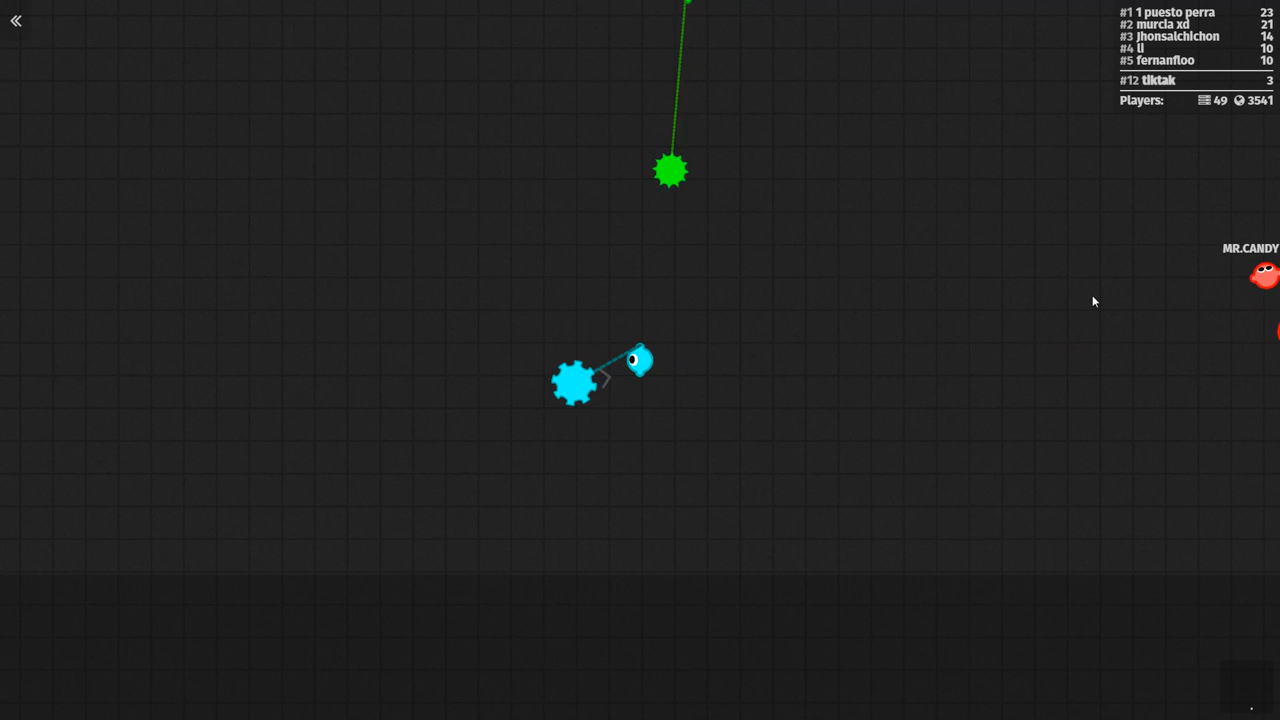 #1 1 puesto perra 23
#2 murcia xd 21
#3 Jhonsalchichon 14
#4 li 10
#5 fernanfloo 10
#12 tiktak 3
Players: 49 3541
MR.CANDY